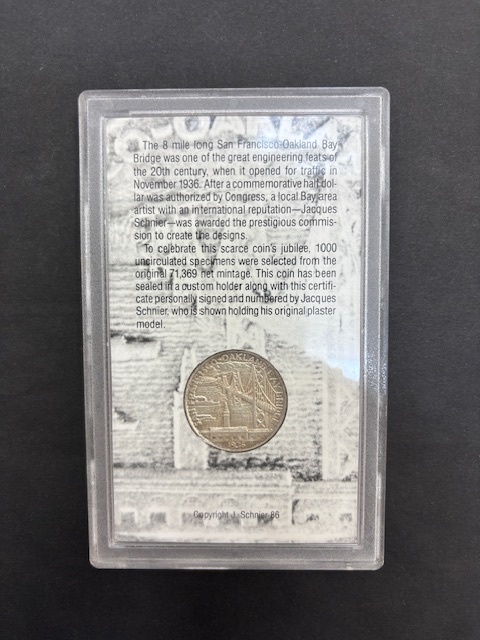 The 8 mile long San Francisco-Oakland Bay
Bridge was one of the great engineering feats of
the 20th century, when it opened for traffic in
November 1936. After a commemorative half dol-
lar was authorized by Congress, a local Bay area
artist with an international reputation—Jacques
Schnier—was awarded the prestigious commis-
sion to create the designs.
To celebrate this scarce coin's jubilee, 1000
uncirculated specimens were selected from the
original 71,369 net mintage. This coin has been
sealed in a custom holder along with this certifi-
cate personally signed and numbered by Jacques
Schnier, who is shown holding his original plaster
model.
OAKLAND BAY BRIDGE
Copyright J. Schnier 86